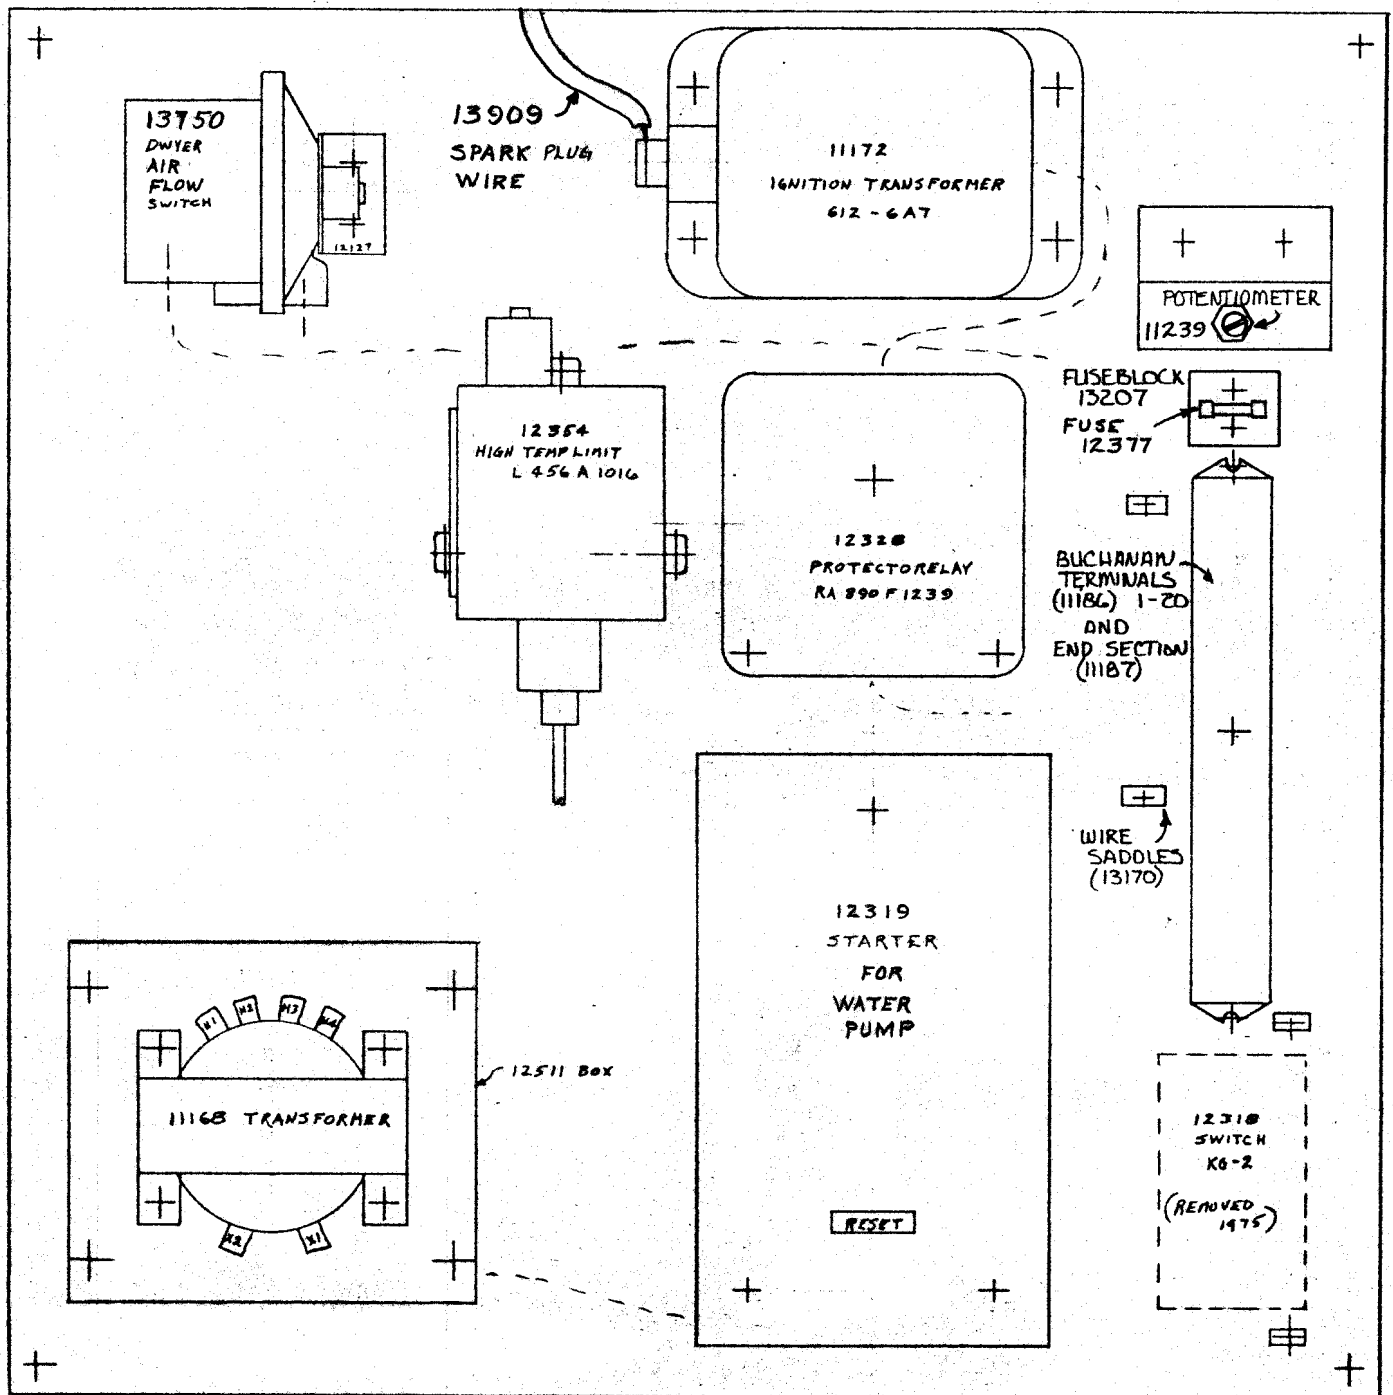 13750
DWYER
AIR
FLOW
SWITCH
12127
13909
SPARK PLUG
WIRE
11172
IGNITION TRANSFORMER
612-6A7
POTENTIOMETER
11239
FUSEBLOCK
13207
FUSE
12377
12354
HIGH TEMP LIMIT
L 456 A 1016
12328
PROTECTORELAY
RA 890 F 1239
BUCHANAN
TERMINALS
(11186) 1-20
AND
END SECTION
(11187)
WIRE
SADDLES
(13170)
12319
STARTER
FOR
WATER
PUMP
RESET
H1 H2 H3 H4
12511 BOX
11168 TRANSFORMER
X2 X1
12318
SWITCH
KG-2
(REMOVED
1975)